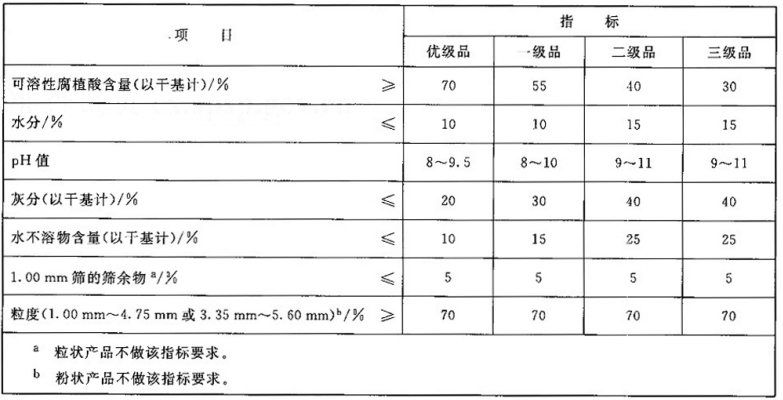 项 目 指 标
优级品 一级品 二级品 三级品
可溶性腐植酸含量(以干基计)/% ≥ 70 55 40 30
水分/% ≤ 10 10 15 15
pH 值 8～9.5 8～10 9～11 9～11
灰分(以干基计)/% ≤ 20 30 40 40
水不溶物含量(以干基计)/% ≤ 10 15 25 25
1.00 mm 筛的筛余物ᵃ/% ≤ 5 5 5 5
粒度(1.00 mm～4.75 mm 或 3.35 mm～5.60 mm)ᵇ/% ≥ 70 70 70 70
ᵃ 粒状产品不做该指标要求。
ᵇ 粉状产品不做该指标要求。